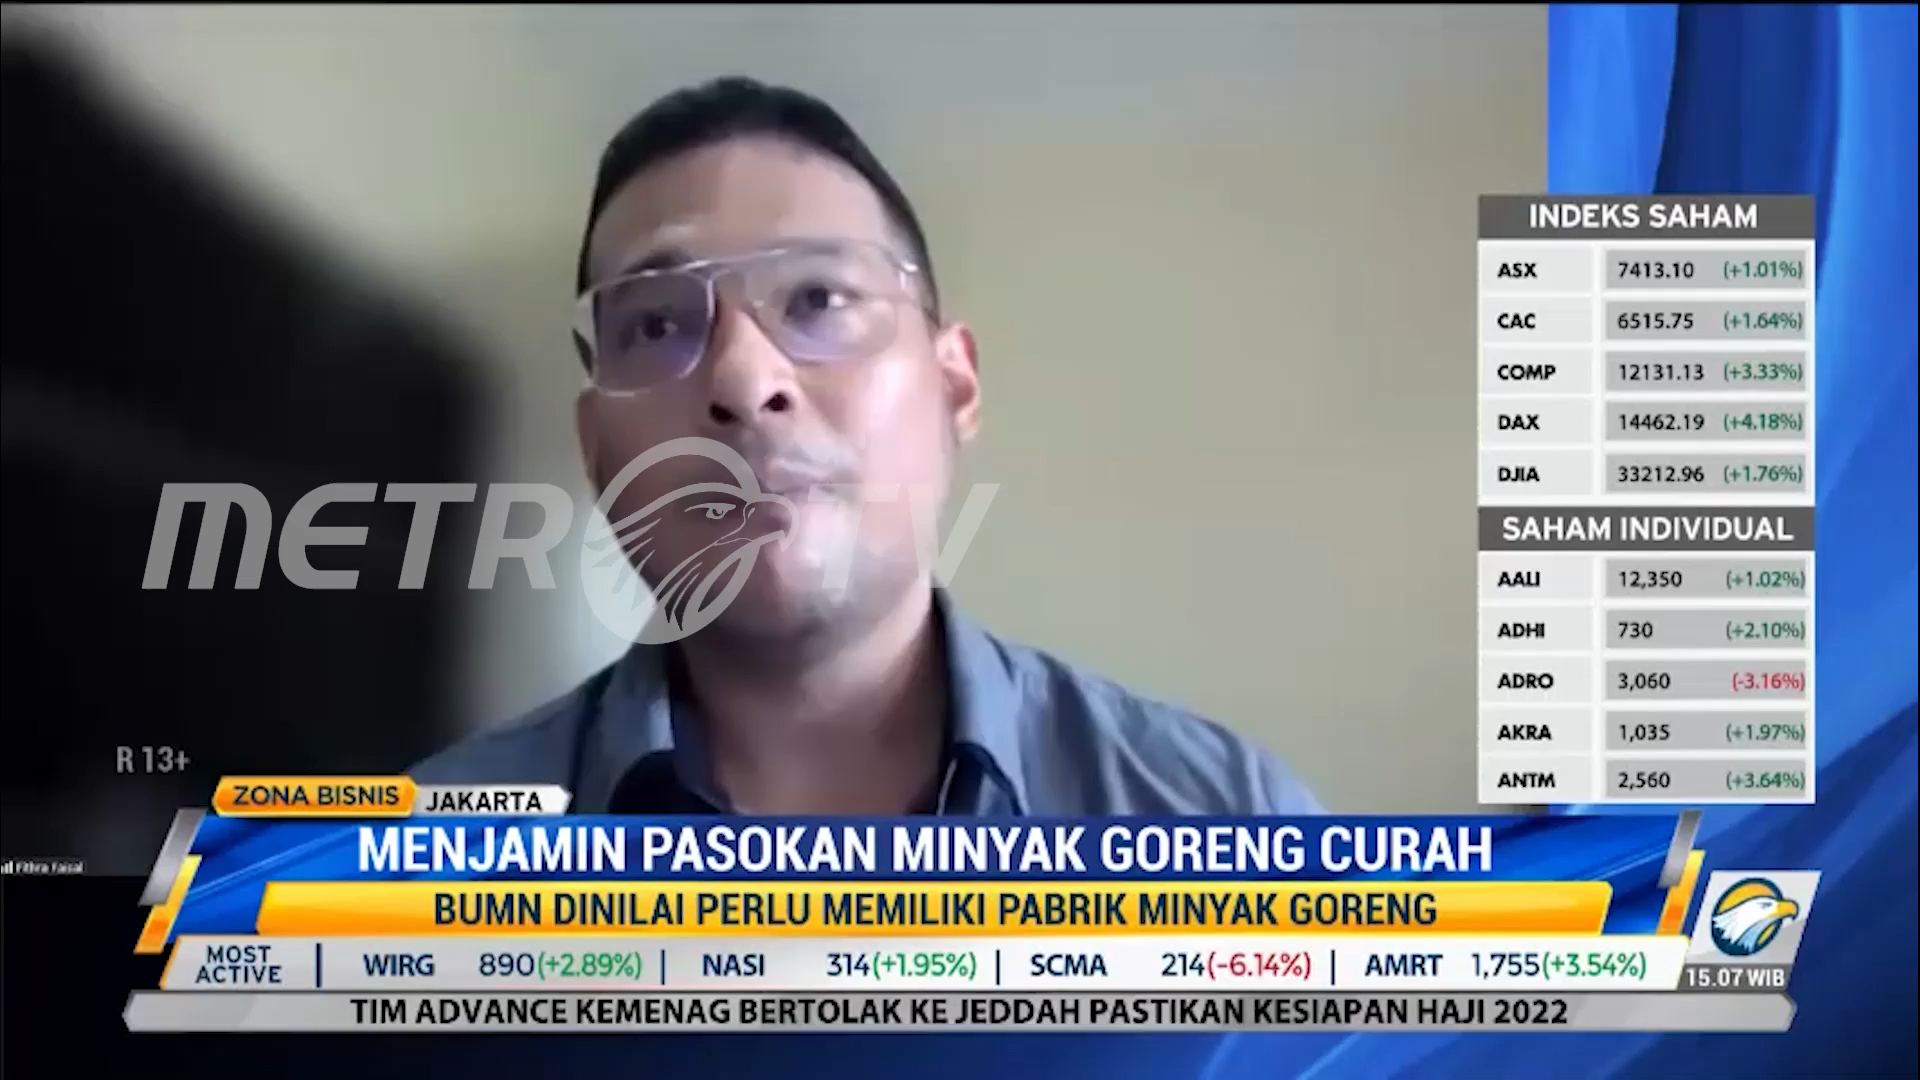 INDEKS SAHAM
ASX 7413.10 (+1.01%)
CAC 6515.75 (+1.64%)
COMP 12131.13 (+3.33%)
DAX 14462.19 (+4.18%)
DJIA 33212.96 (+1.76%)
SAHAM INDIVIDUAL
AALI 12,350 (+1.02%)
ADHI 730 (+2.10%)
ADRO 3,060 (-3.16%)
AKRA 1,035 (+1.97%)
ANTM 2,560 (+3.64%)
METRO TV
R 13+
ZONA BISNIS JAKARTA
Fithra Faisal
MENJAMIN PASOKAN MINYAK GORENG CURAH
BUMN DINILAI PERLU MEMILIKI PABRIK MINYAK GORENG
MOST ACTIVE | WIRG 890(+2.89%) | NASI 314(+1.95%) | SCMA 214(-6.14%) | AMRT 1,755(+3.54%)
15.07 WIB
TIM ADVANCE KEMENAG BERTOLAK KE JEDDAH PASTIKAN KESIAPAN HAJI 2022